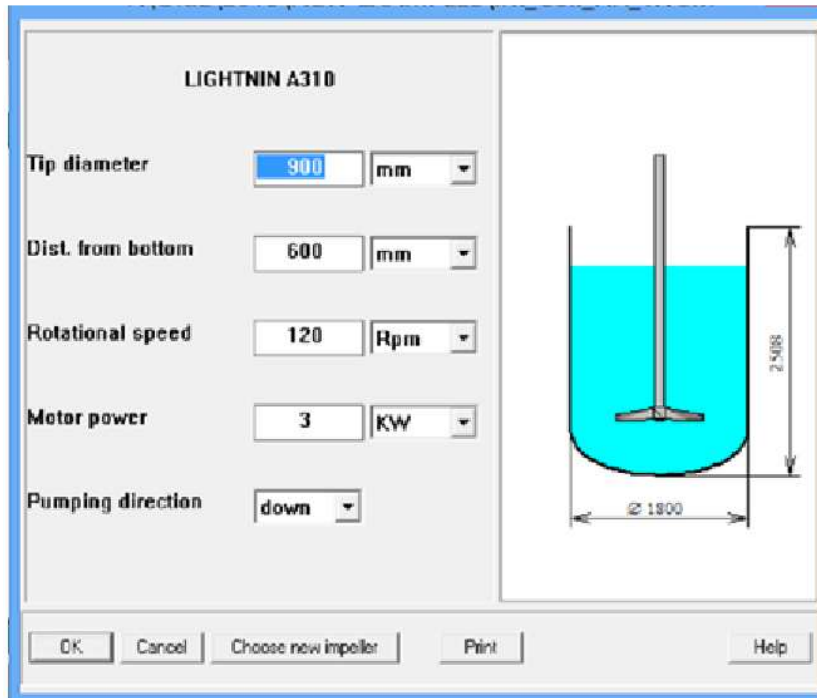 LIGHTNIN A310
Tip diameter 900 mm
Dist. from bottom 600 mm
Rotational speed 120 Rpm
Motor power 3 KW
Pumping direction down
2508
Ø 1800
OK Cancel Choose new impeller Print Help